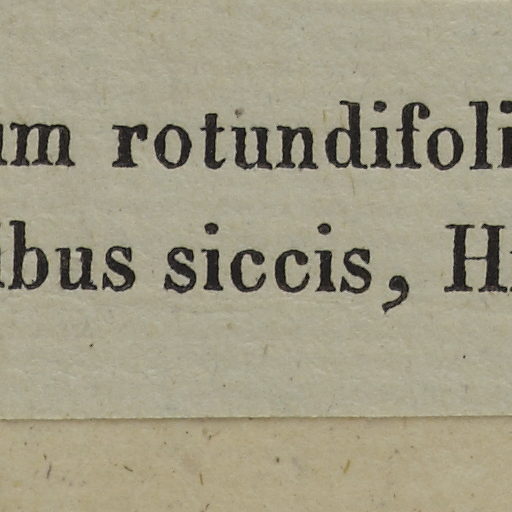 um rotundifoli
ibus siccis, H